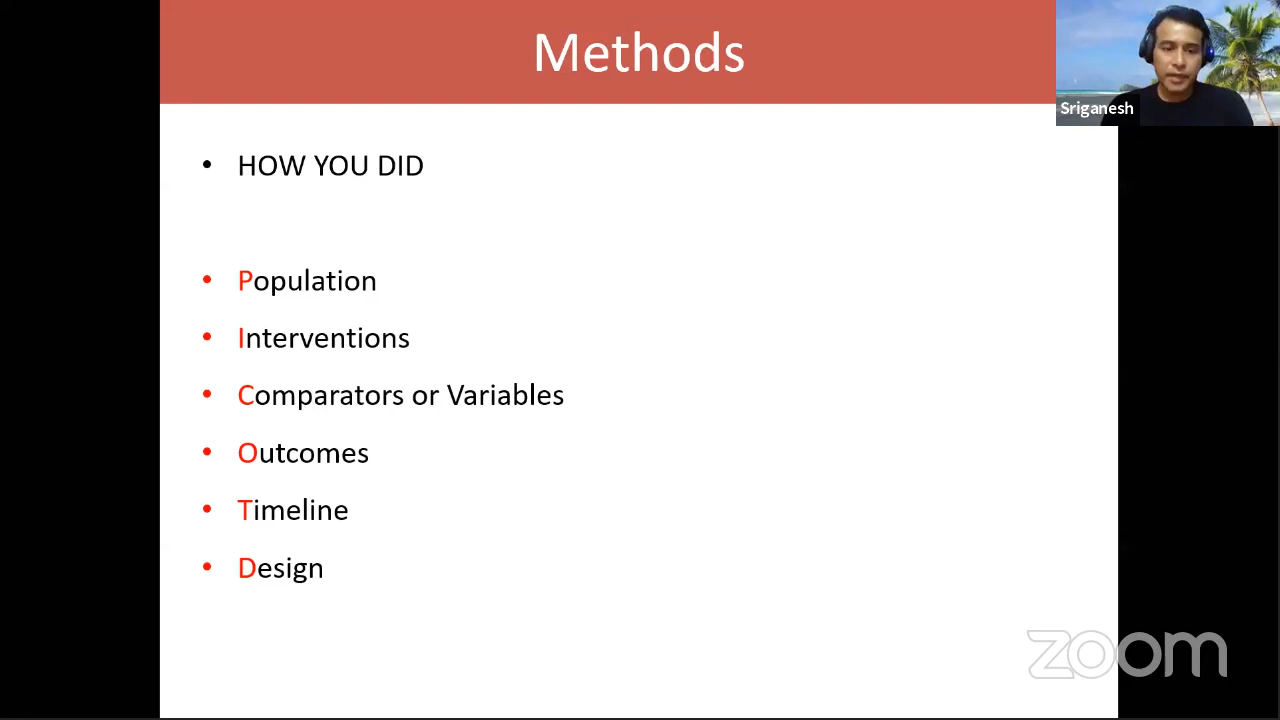 Methods
Sriganesh
• HOW YOU DID
• Population
• Interventions
• Comparators or Variables
• Outcomes
• Timeline
• Design
zoom